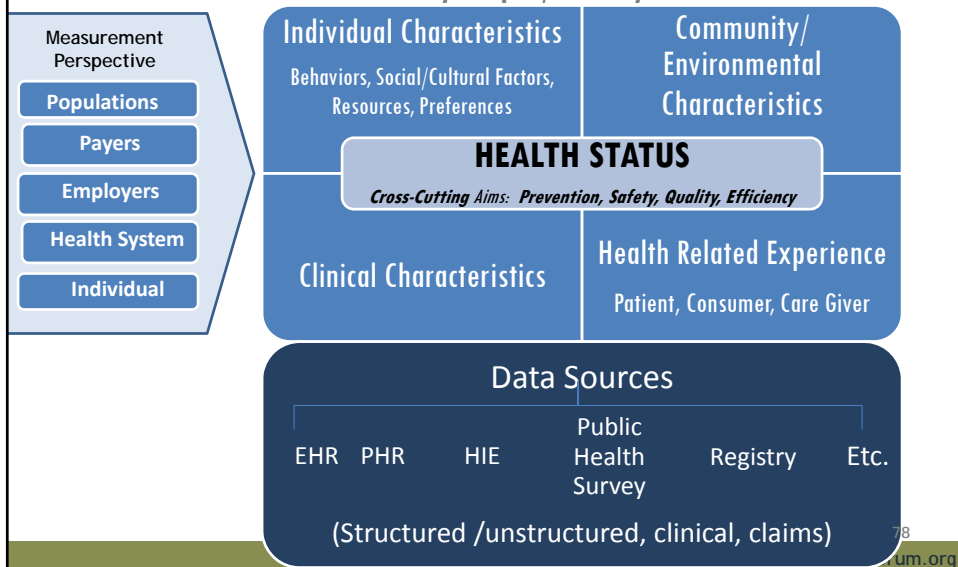 Measurement
Perspective
Populations
Payers
Employers
Health System
Individual
Individual Characteristics
Behaviors, Social/Cultural Factors,
Resources, Preferences
Community/
Environmental
Characteristics
HEALTH STATUS
Cross-Cutting Aims: Prevention, Safety, Quality, Efficiency
Clinical Characteristics
Health Related Experience
Patient, Consumer, Care Giver
Data Sources
EHR PHR HIE Public Health Survey Registry Etc.
(Structured /unstructured, clinical, claims)
78
rum.org